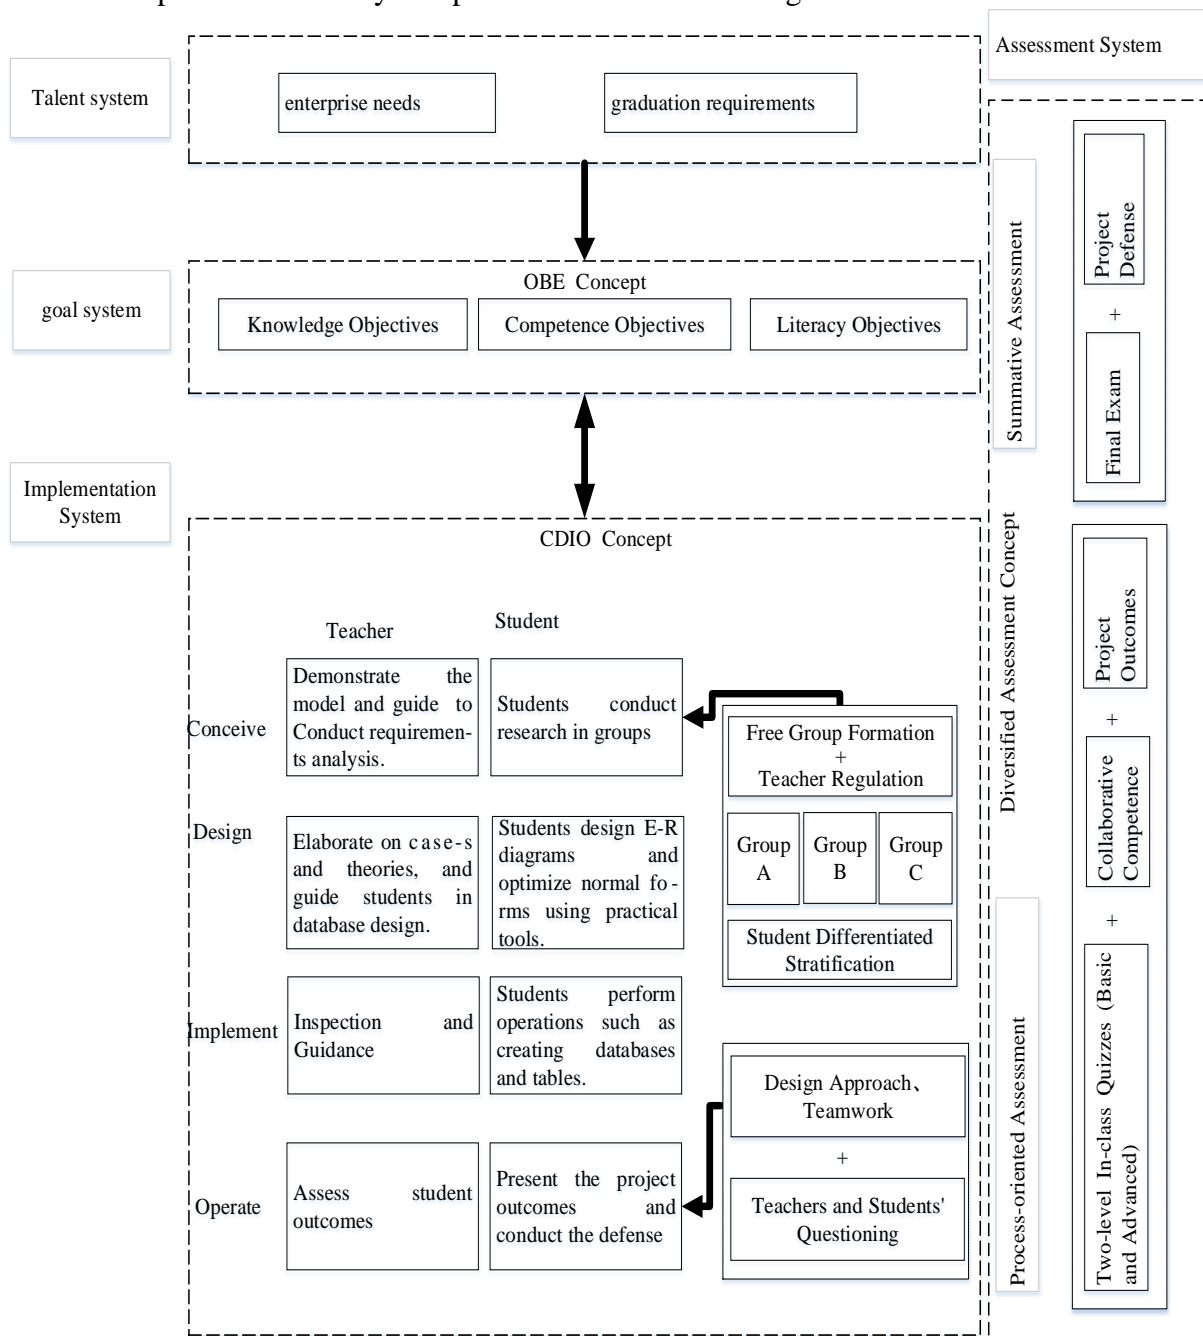 Assessment System
Talent system
enterprise needs
graduation requirements
goal system
OBE Concept
Knowledge Objectives
Competence Objectives
Literacy Objectives
Implementation
System
CDIO Concept
Teacher
Student
Conceive
Demonstrate the
model and guide to
Conduct requiremen-
ts analysis.
Students conduct
research in groups
Free Group Formation
+
Teacher Regulation
Group
A
Group
B
Group
C
Student Differentiated
Stratification
Design
Elaborate on case-s
and theories, and
guide students in
database design.
Students design E-R
diagrams and
optimize normal fo-
rms using practical
tools.
Implement
Inspection and
Guidance
Students perform
operations such as
creating databases
and tables.
Design Approach、
Teamwork
+
Teachers and Students'
Questioning
Operate
Assess student
outcomes
Present the project
outcomes and
conduct the defense
Summative Assessment
Diversified Assessment Concept
Process-oriented Assessment
Project
Defense
+
Final Exam
Project
Outcomes
+
Collaborative
Competence
+
Two-level In-class Quizzes (Basic
and Advanced)